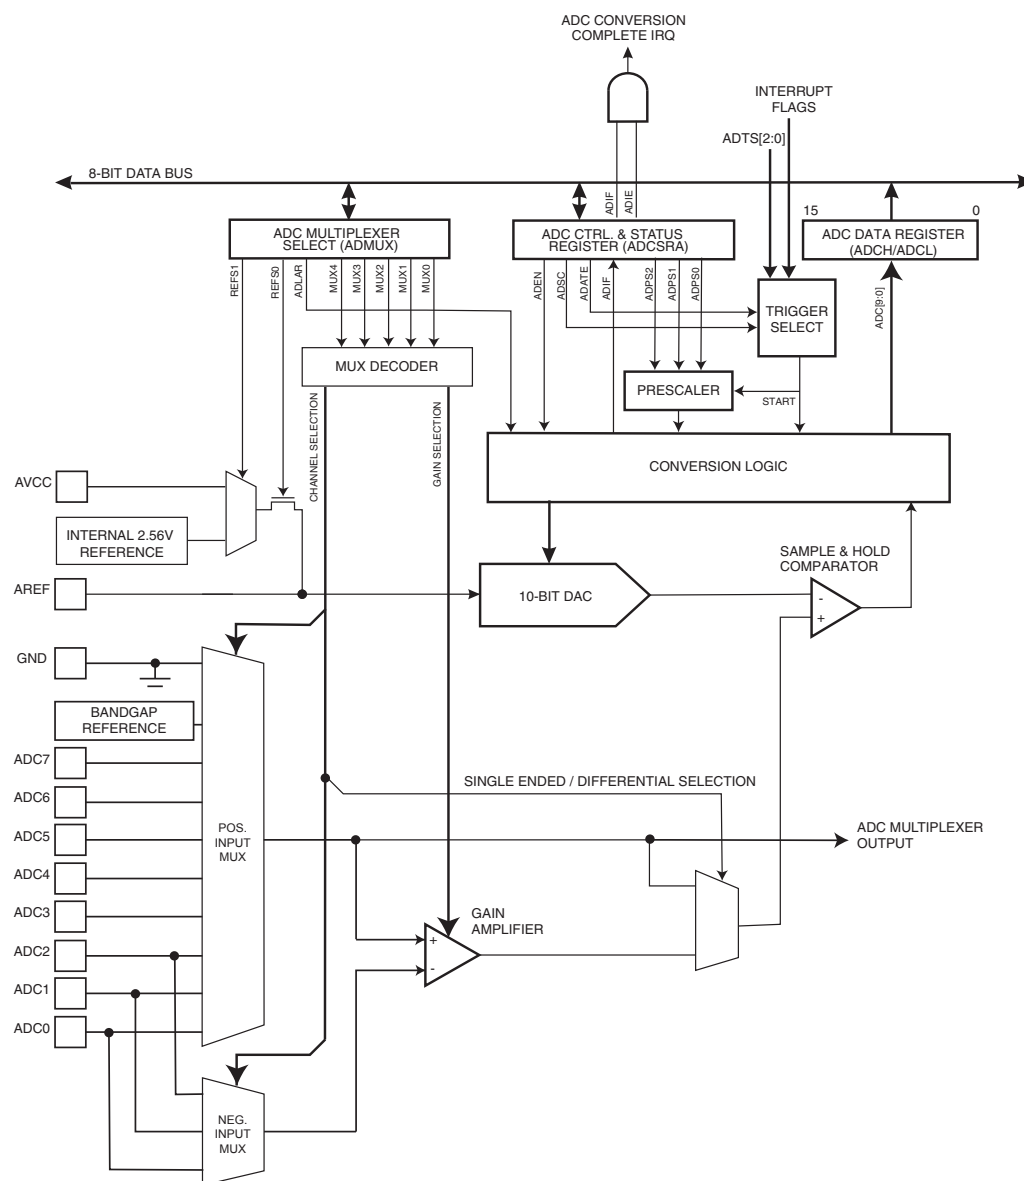 ADC CONVERSION
COMPLETE IRQ
INTERRUPT
FLAGS
ADTS[2:0]
8-BIT DATA BUS
ADIF
ADIE
15
0
ADC MULTIPLEXER
SELECT (ADMUX)
ADC CTRL. & STATUS
REGISTER (ADCSRA)
ADC DATA REGISTER
(ADCH/ADCL)
REFS1
REFS0
ADLAR
MUX4
MUX3
MUX2
MUX1
MUX0
ADEN
ADSC
ADATE
ADIF
ADPS2
ADPS1
ADPS0
ADC[9:0]
TRIGGER
SELECT
MUX DECODER
PRESCALER
START
CHANNEL SELECTION
GAIN SELECTION
CONVERSION LOGIC
AVCC
INTERNAL 2.56V
REFERENCE
SAMPLE & HOLD
COMPARATOR
AREF
10-BIT DAC
-
+
GND
BANDGAP
REFERENCE
ADC7
SINGLE ENDED / DIFFERENTIAL SELECTION
ADC6
ADC5
POS.
INPUT
MUX
ADC MULTIPLEXER
OUTPUT
ADC4
ADC3
GAIN
AMPLIFIER
+
-
ADC2
ADC1
ADC0
NEG.
INPUT
MUX